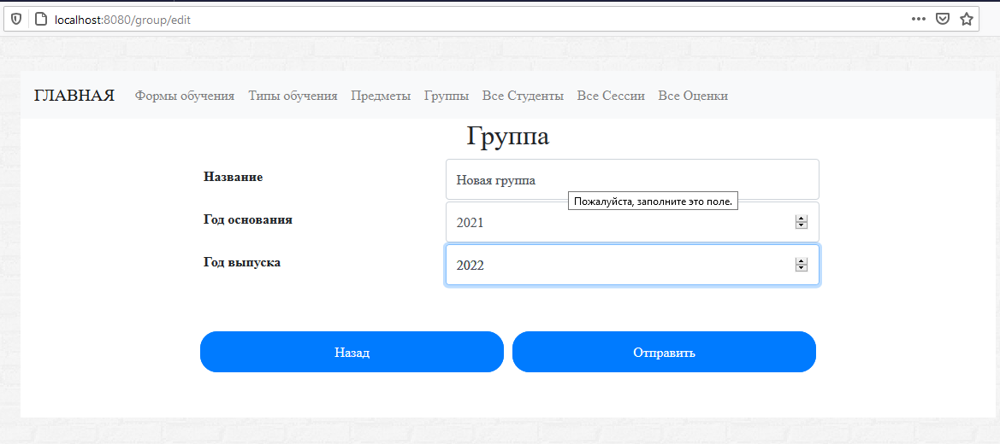 localhost:8080/group/edit
ГЛАВНАЯ Формы обучения Типы обучения Предметы Группы Все Студенты Все Сессии Все Оценки
Группа
Название Новая группа
Пожалуйста, заполните это поле.
Год основания 2021
Год выпуска 2022
Назад Отправить